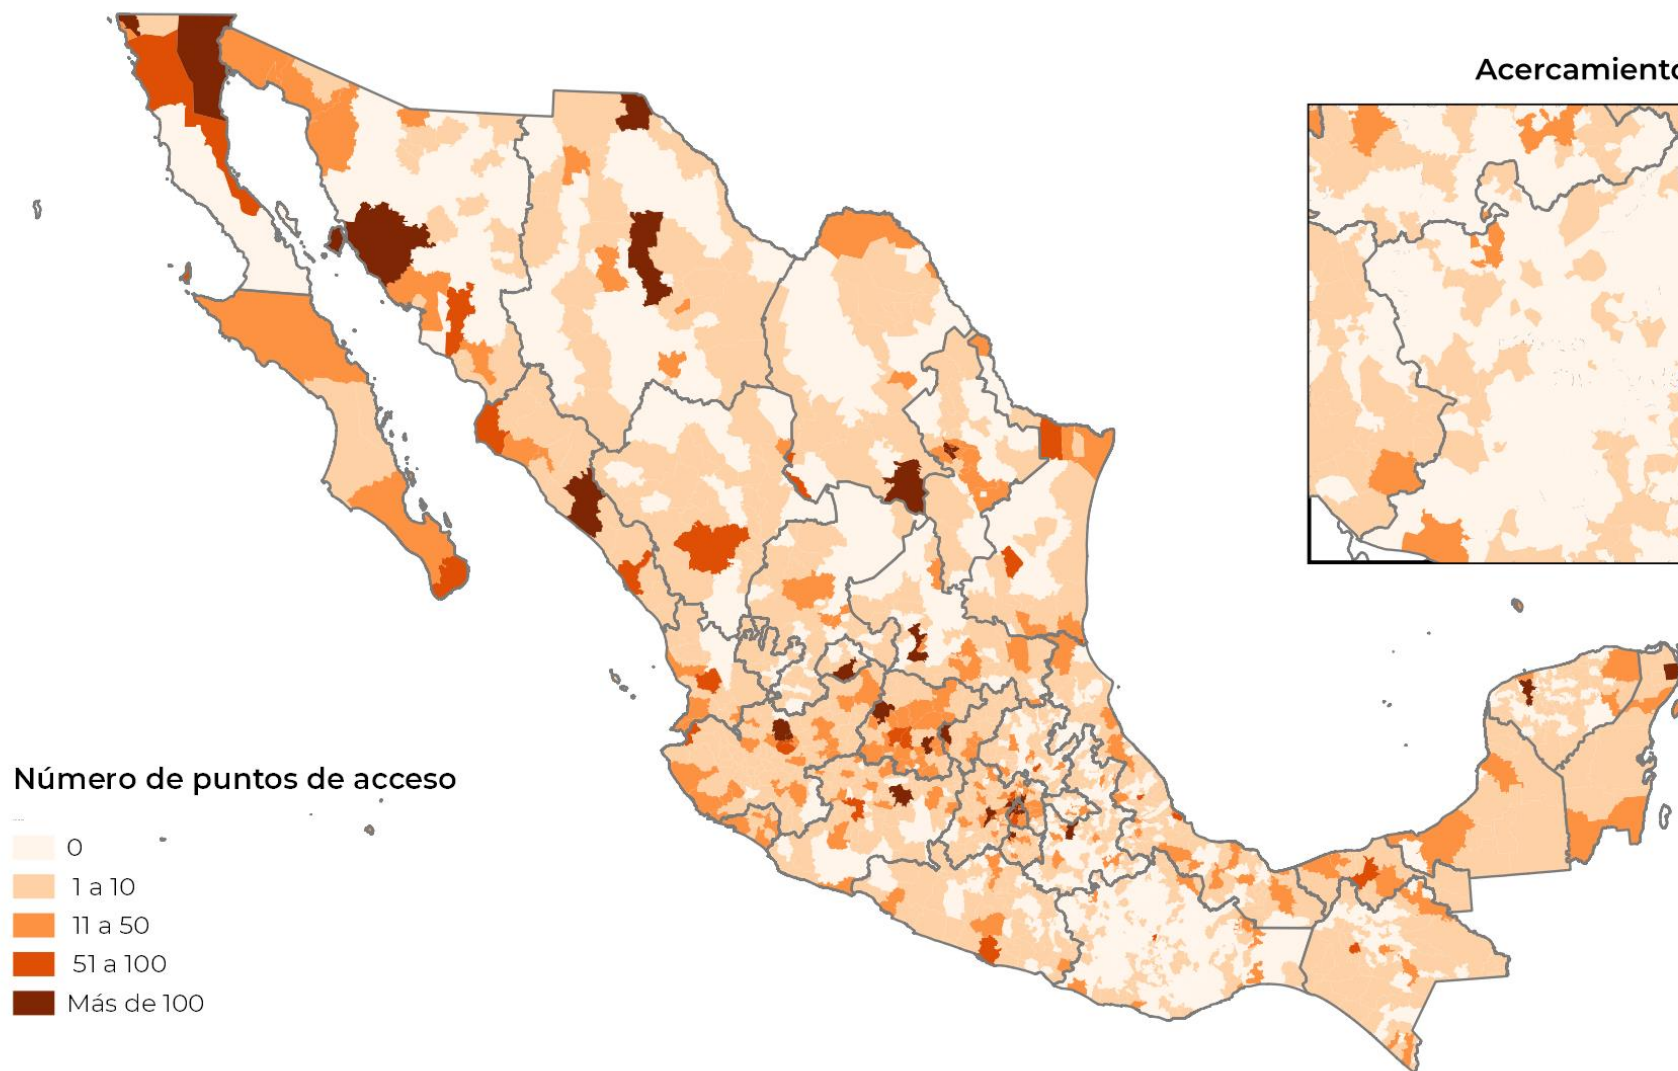 Acercamiento
Número de puntos de acceso
0
1 a 10
11 a 50
51 a 100
Más de 100